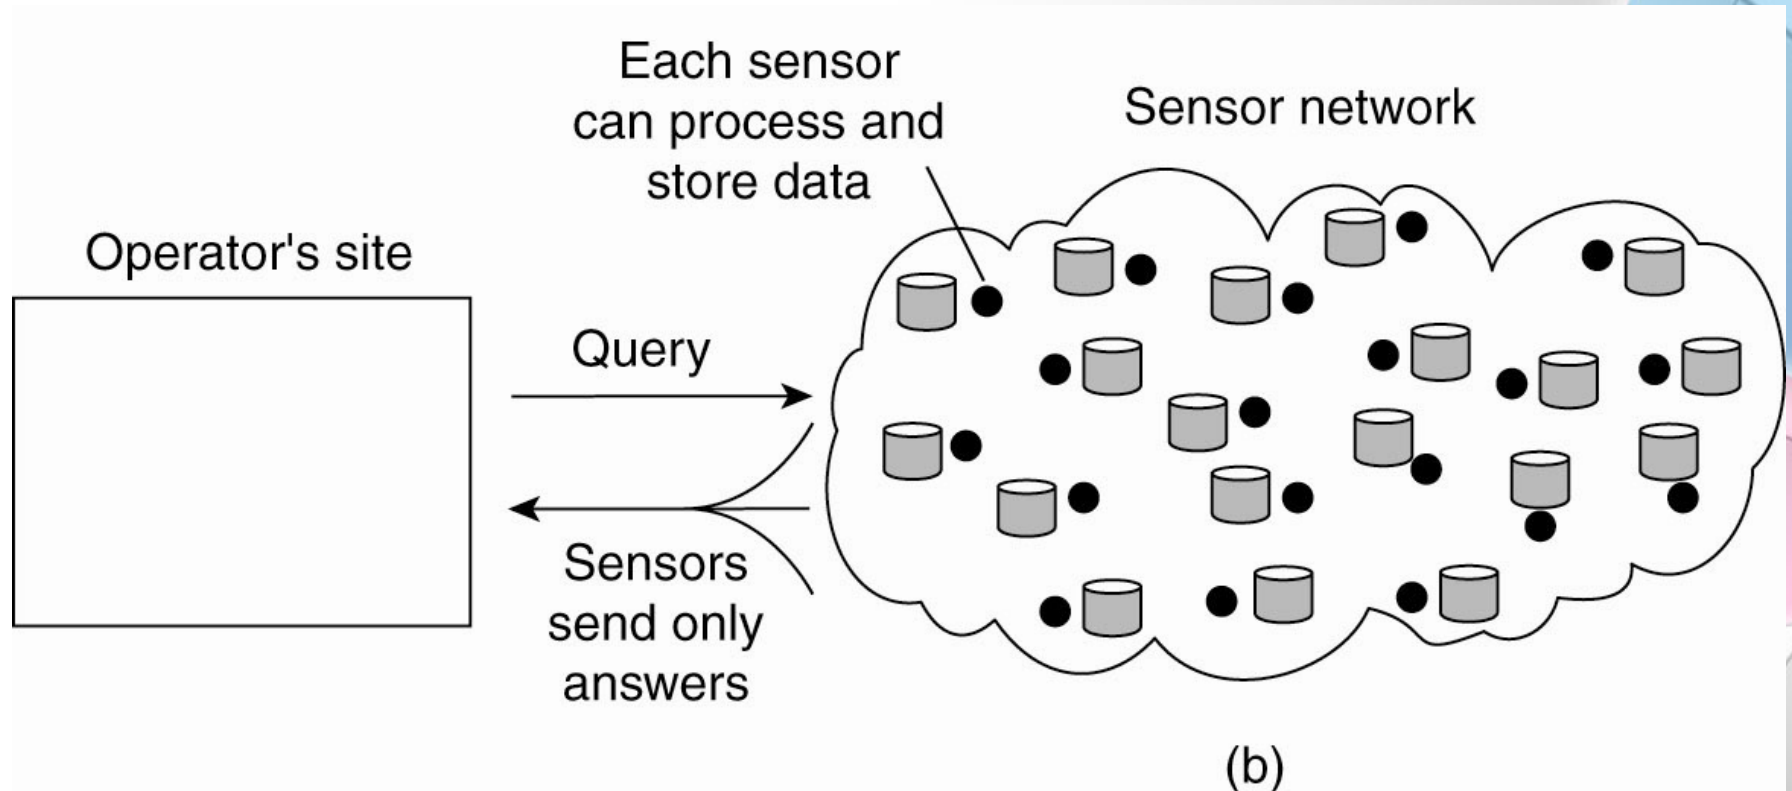 Each sensor
can process and
store data
Sensor network
Operator's site
Query
Sensors
send only
answers
(b)